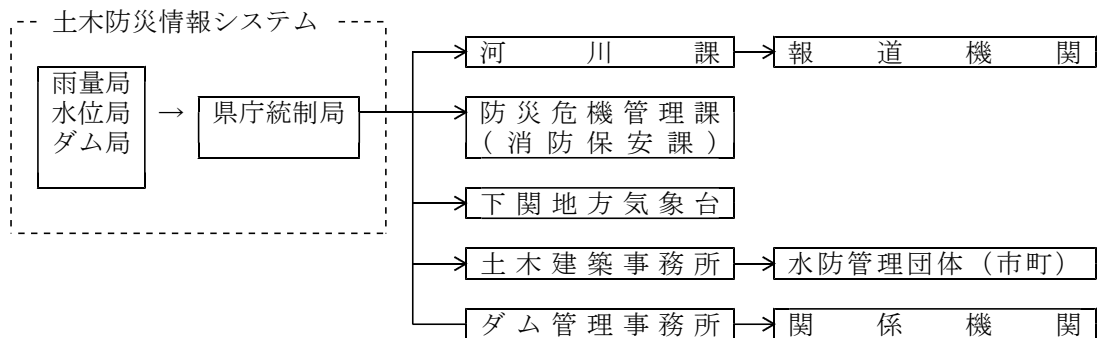 土木防災情報システム
雨量局
水位局
ダム局
→
県庁統制局
河川課
報道機関
防災危機管理課
（消防保安課）
下関地方気象台
土木建築事務所
水防管理団体（市町）
ダム管理事務所
関係機関